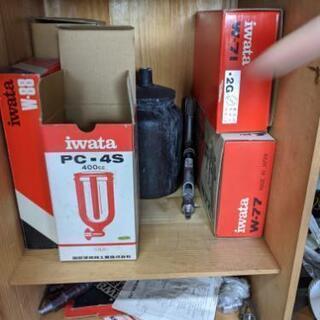 iwata
W-88
iwata
PC-4S
400cc
iwata
W-71
2G
iwata
W-77
MADE IN JAPAN